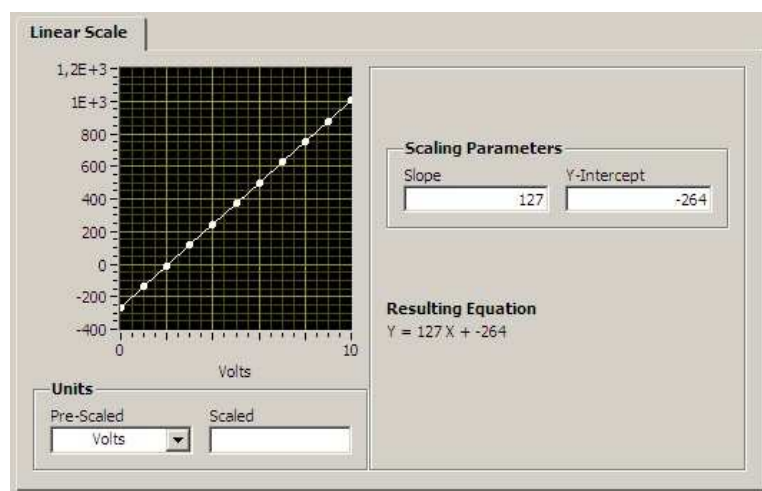 Linear Scale
1,2E+3
1E+3
800
600
400
200
0
-200
-400
0 10
Volts
Units
Pre-Scaled Scaled
Volts
Scaling Parameters
Slope Y-Intercept
127 -264
Resulting Equation
Y = 127 X + -264